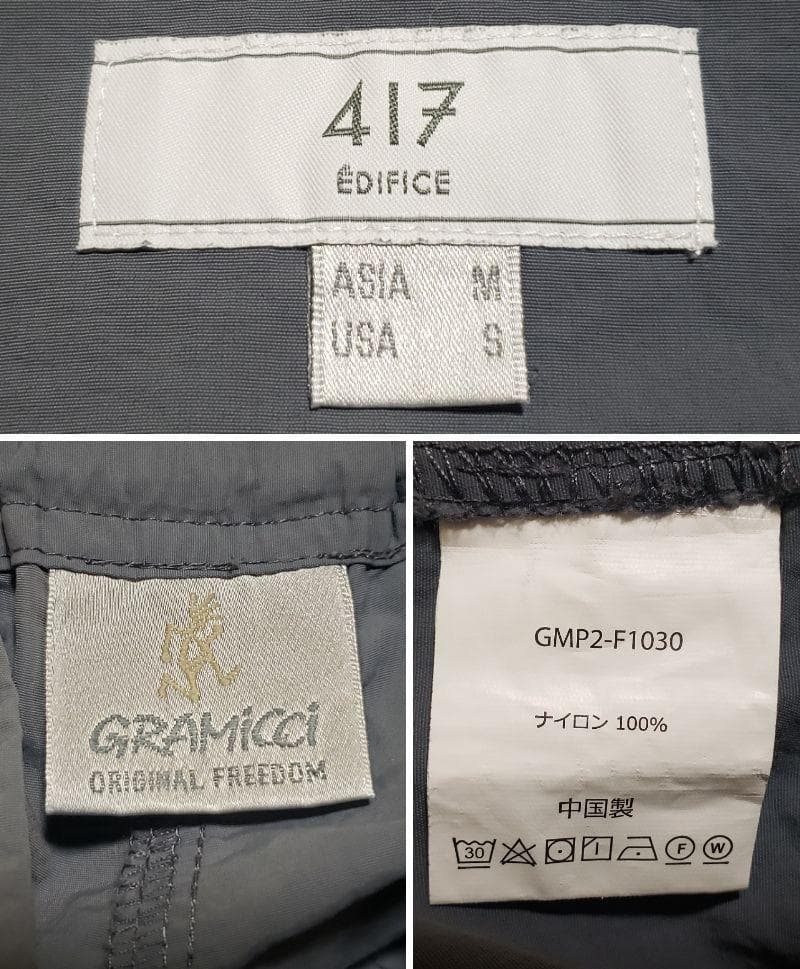 417
ÉDIFICE
ASIA M
USA S
GRAMiCCi
ORIGINAL FREEDOM
GMP2-F1030
ナイロン 100%
中国製
30 F W